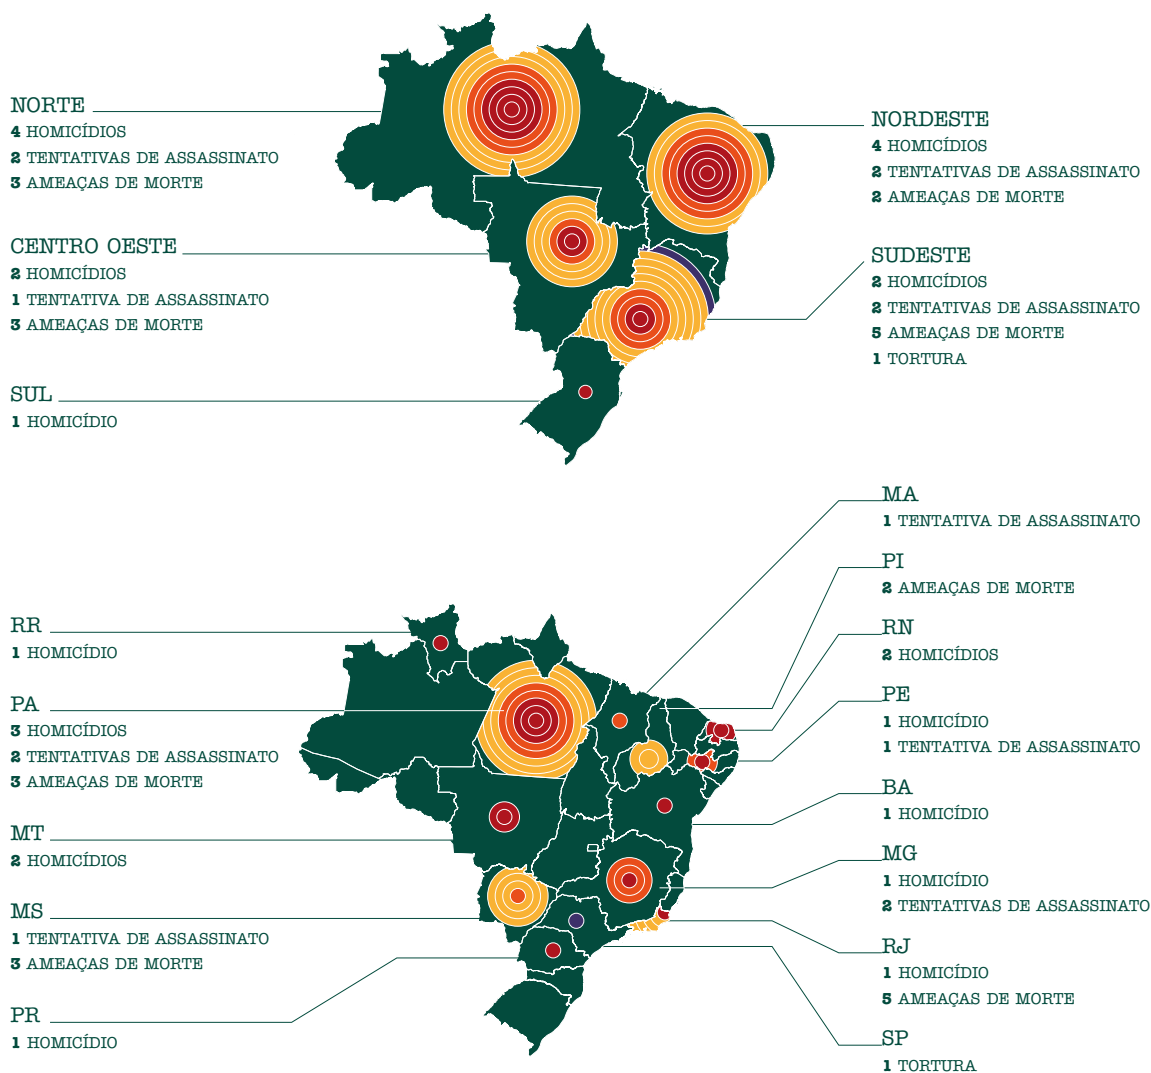 NORTE
4 HOMICÍDIOS
2 TENTATIVAS DE ASSASSINATO
3 AMEAÇAS DE MORTE
CENTRO OESTE
2 HOMICÍDIOS
1 TENTATIVA DE ASSASSINATO
3 AMEAÇAS DE MORTE
SUL
1 HOMICÍDIO
NORDESTE
4 HOMICÍDIOS
2 TENTATIVAS DE ASSASSINATO
2 AMEAÇAS DE MORTE
SUDESTE
2 HOMICÍDIOS
2 TENTATIVAS DE ASSASSINATO
5 AMEAÇAS DE MORTE
1 TORTURA
RR
1 HOMICÍDIO
PA
3 HOMICÍDIOS
2 TENTATIVAS DE ASSASSINATO
3 AMEAÇAS DE MORTE
MT
2 HOMICÍDIOS
MS
1 TENTATIVA DE ASSASSINATO
3 AMEAÇAS DE MORTE
PR
1 HOMICÍDIO
MA
1 TENTATIVA DE ASSASSINATO
PI
2 AMEAÇAS DE MORTE
RN
2 HOMICÍDIOS
PE
1 HOMICÍDIO
1 TENTATIVA DE ASSASSINATO
BA
1 HOMICÍDIO
MG
1 HOMICÍDIO
2 TENTATIVAS DE ASSASSINATO
RJ
1 HOMICÍDIO
5 AMEAÇAS DE MORTE
SP
1 TORTURA